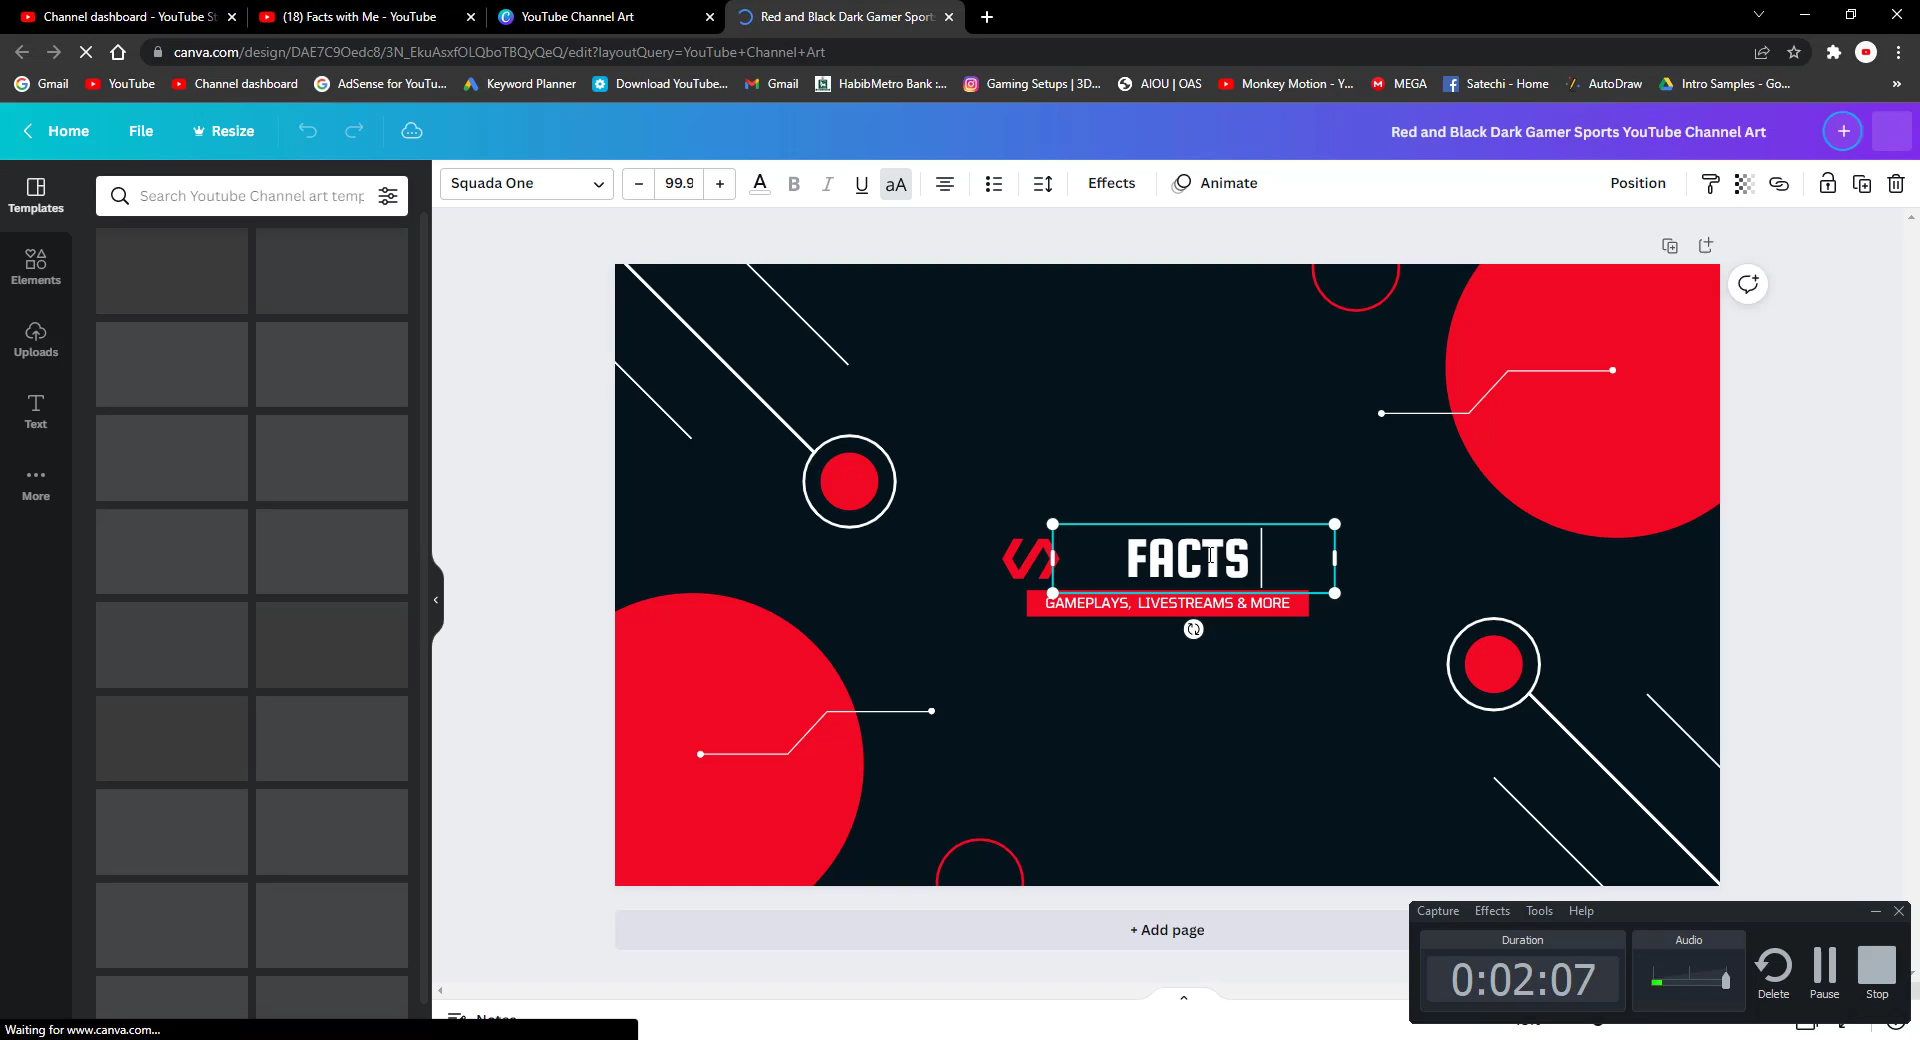 Channel dashboard - YouTube St
(18) Facts with Me - YouTube
YouTube Channel Art
Red and Black Dark Gamer Sports
canva.com/design/DAE7C9Oedc8/3N_EkuAsxfOLQboTBQyQeQ/edit?layoutQuery=YouTube+Channel+Art
Gmail
YouTube
Channel dashboard
AdSense for YouTu...
Keyword Planner
Download YouTube...
Gmail
HabibMetro Bank :...
Gaming Setups | 3D...
AIOU | OAS
Monkey Motion - Y...
MEGA
Satechi - Home
AutoDraw
Intro Samples - Go...
Home
File
Resize
Red and Black Dark Gamer Sports YouTube Channel Art
Templates
Search Youtube Channel art temp
Squada One
99.9
A
B
I
U
aA
Effects
Animate
Position
Elements
Uploads
Text
More
FACTS
GAMEPLAYS, LIVESTREAMS & MORE
+ Add page
Capture
Effects
Tools
Help
Duration
Audio
0:02:07
Delete
Pause
Stop
Waiting for www.canva.com...